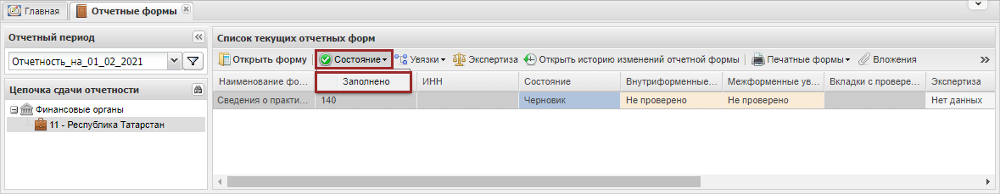 Главная Отчетные формы
Отчетный период
Отчетность_на_01_02_2021
Цепочка сдачи отчетности
Финансовые органы
11 - Республика Татарстан
Список текущих отчетных форм
Открыть форму Состояние Увязки Экспертиза Открыть историю изменений отчетной формы Печатные формы Вложения
Наименование фо... Заполнено ИНН Состояние Внутриформенные... Межформенные ув... Вкладки с провере... Экспертиза
Сведения о практи... 140 Черновик Не проверено Не проверено Нет данных